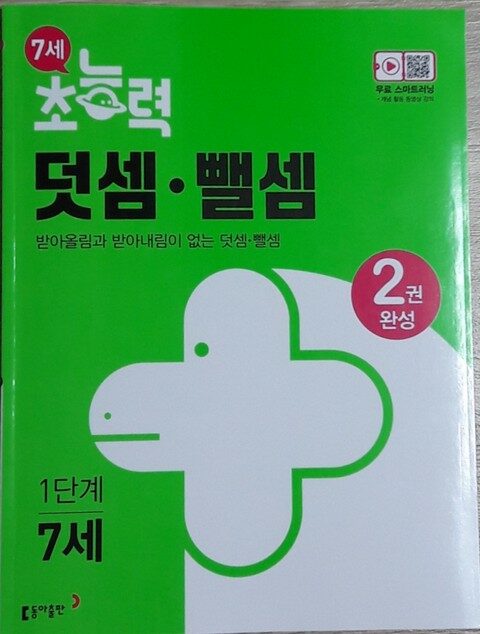 7세
초능력
무료 스마트러닝
• 개념 활동 동영상 강의
덧셈·뺄셈
받아올림과 받아내림이 없는 덧셈·뺄셈
2권
완성
1단계
7세
동아출판